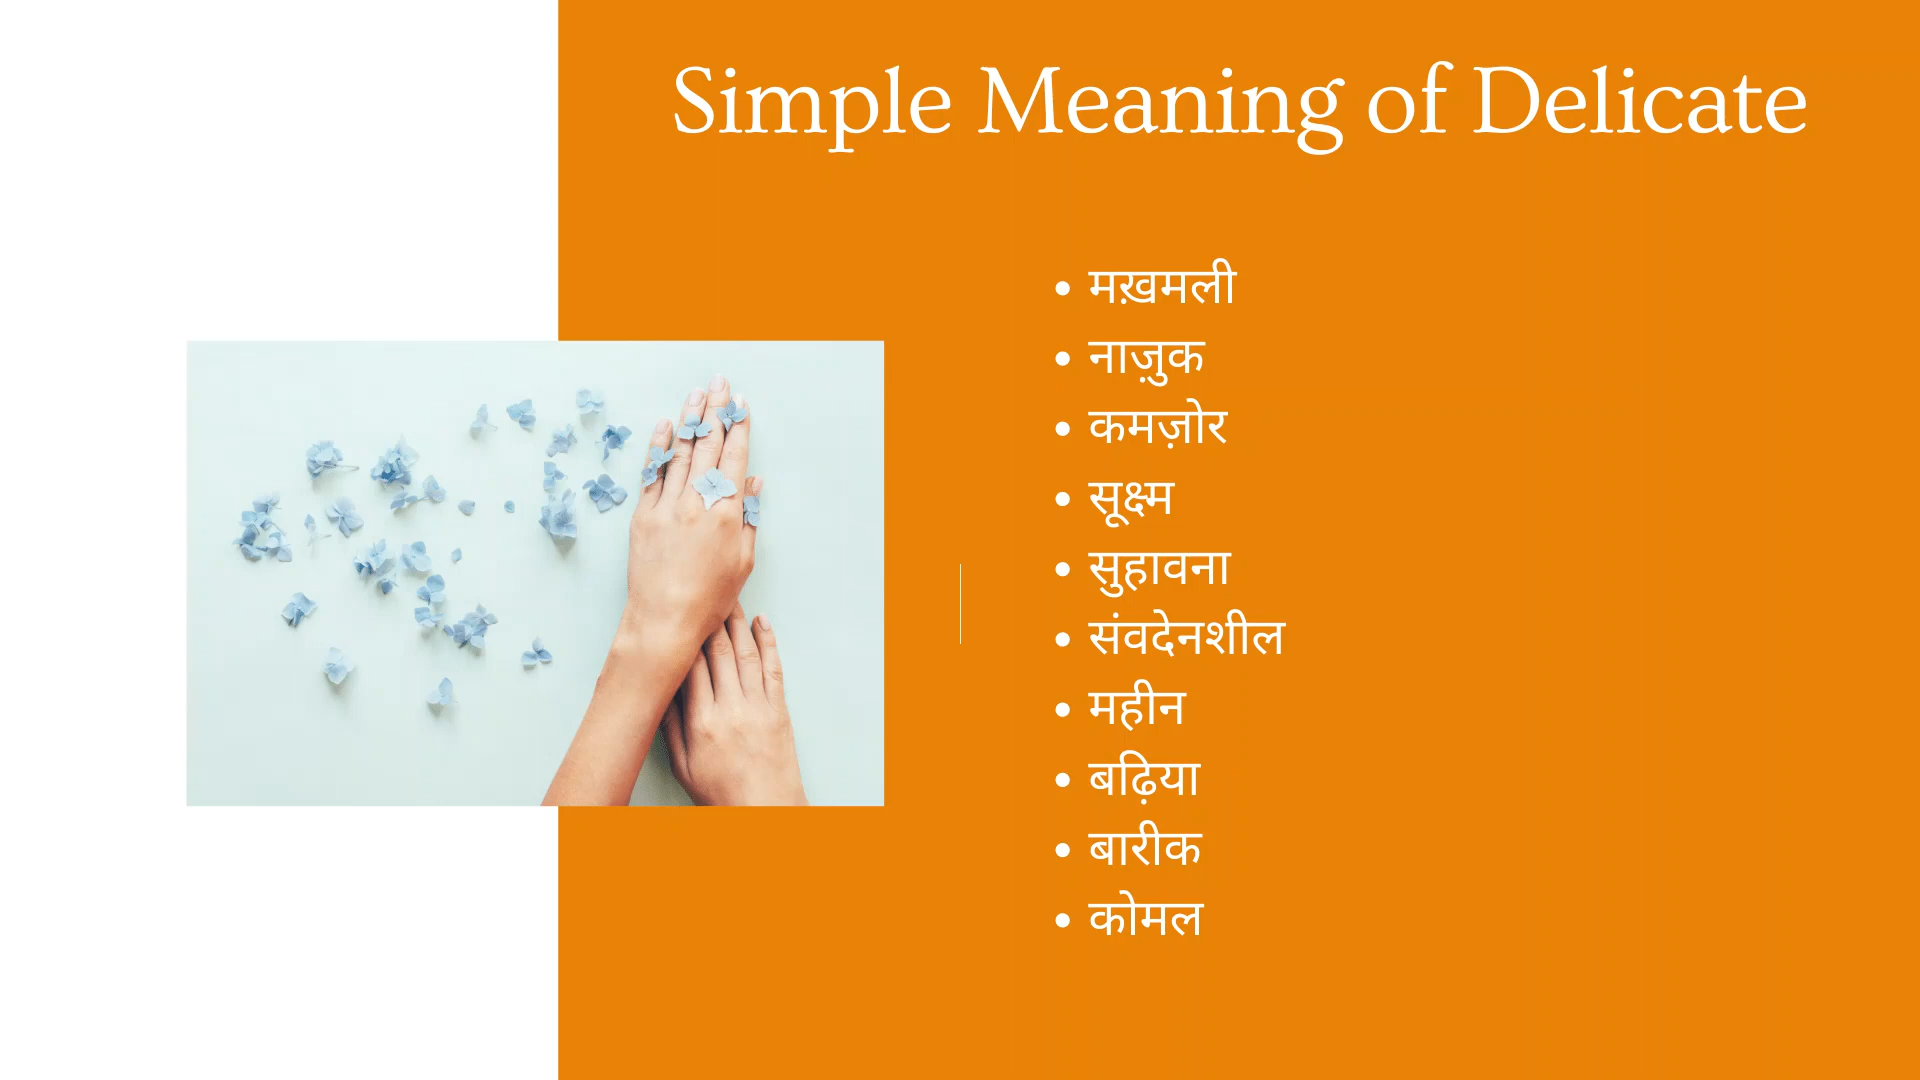 Simple Meaning of Delicate
• मख़मली
• नाज़ुक
• कमज़ोर
• सूक्ष्म
• सुहावना
• संवदेनशील
• महीन
• बढ़िया
• बारीक
• कोमल